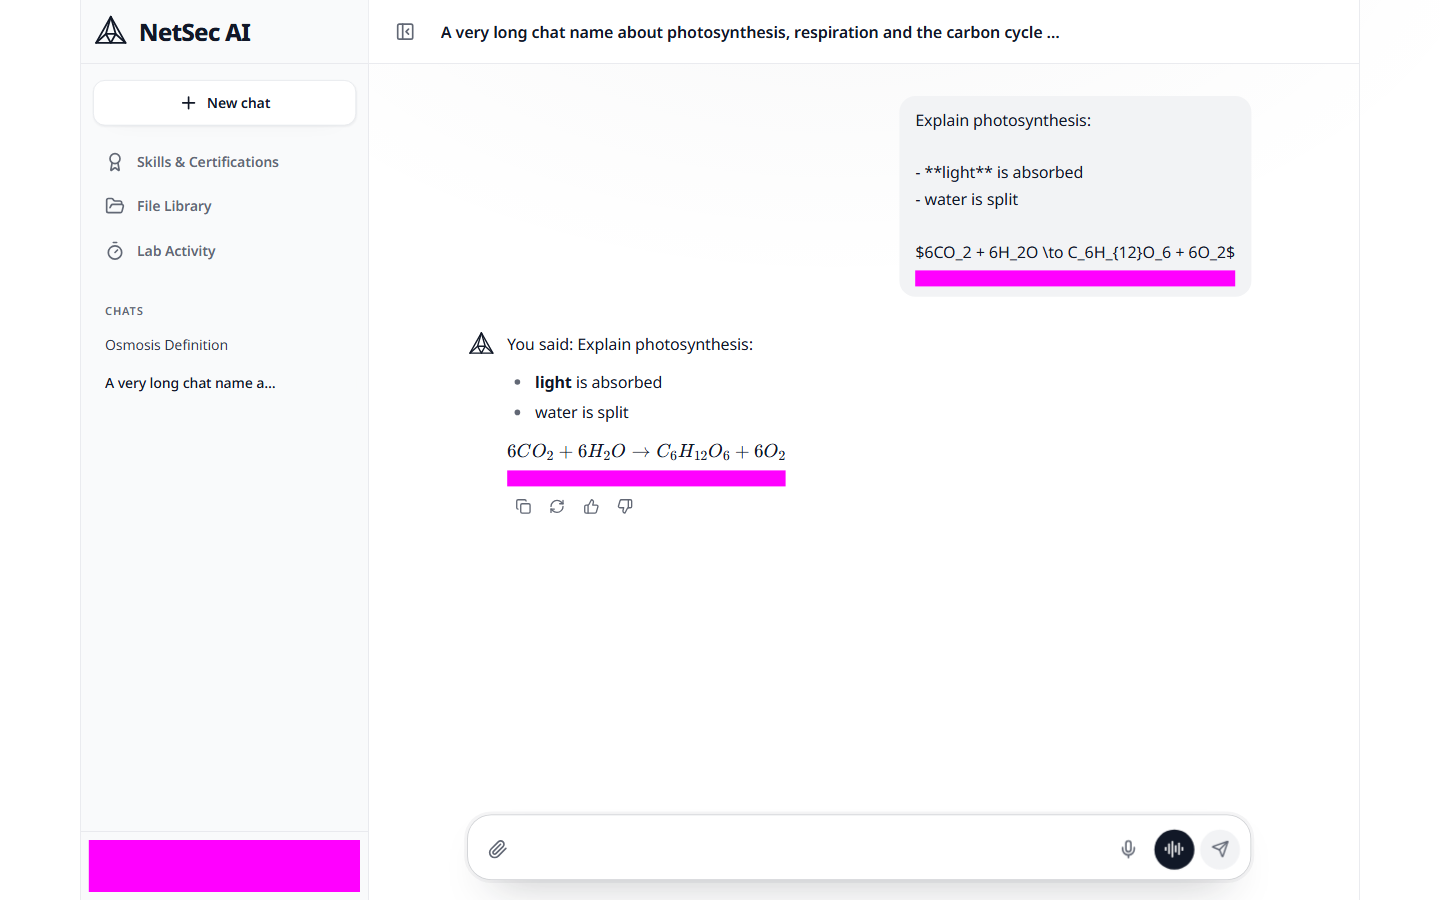 NetSec AI
A very long chat name about photosynthesis, respiration and the carbon cycle ...
New chat
Skills & Certifications
File Library
Lab Activity
CHATS
Osmosis Definition
A very long chat name a...
Explain photosynthesis:
- **light** is absorbed
- water is split
$6CO_2 + 6H_2O \to C_6H_{12}O_6 + 6O_2$
You said: Explain photosynthesis:
• light is absorbed
• water is split
6CO₂ + 6H₂O → C₆H₁₂O₆ + 6O₂